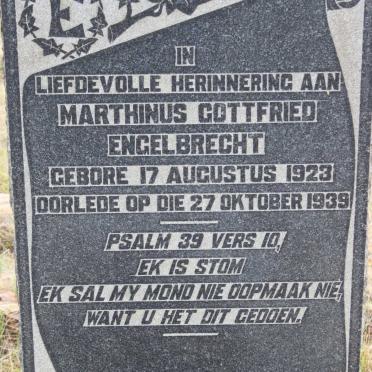 E
IN
LIEFDEVOLLE HERINNERING AAN
MARTHINUS GOTTFRIED
ENGELBRECHT
GEBORE 17 AUGUSTUS 1923
OORLEDE OP DIE 27 OKTOBER 1939
PSALM 39 VERS 10,
EK IS STOM
EK SAL MY MOND NIE OOPMAAK NIE,
WANT U HET DIT GEDOEN.